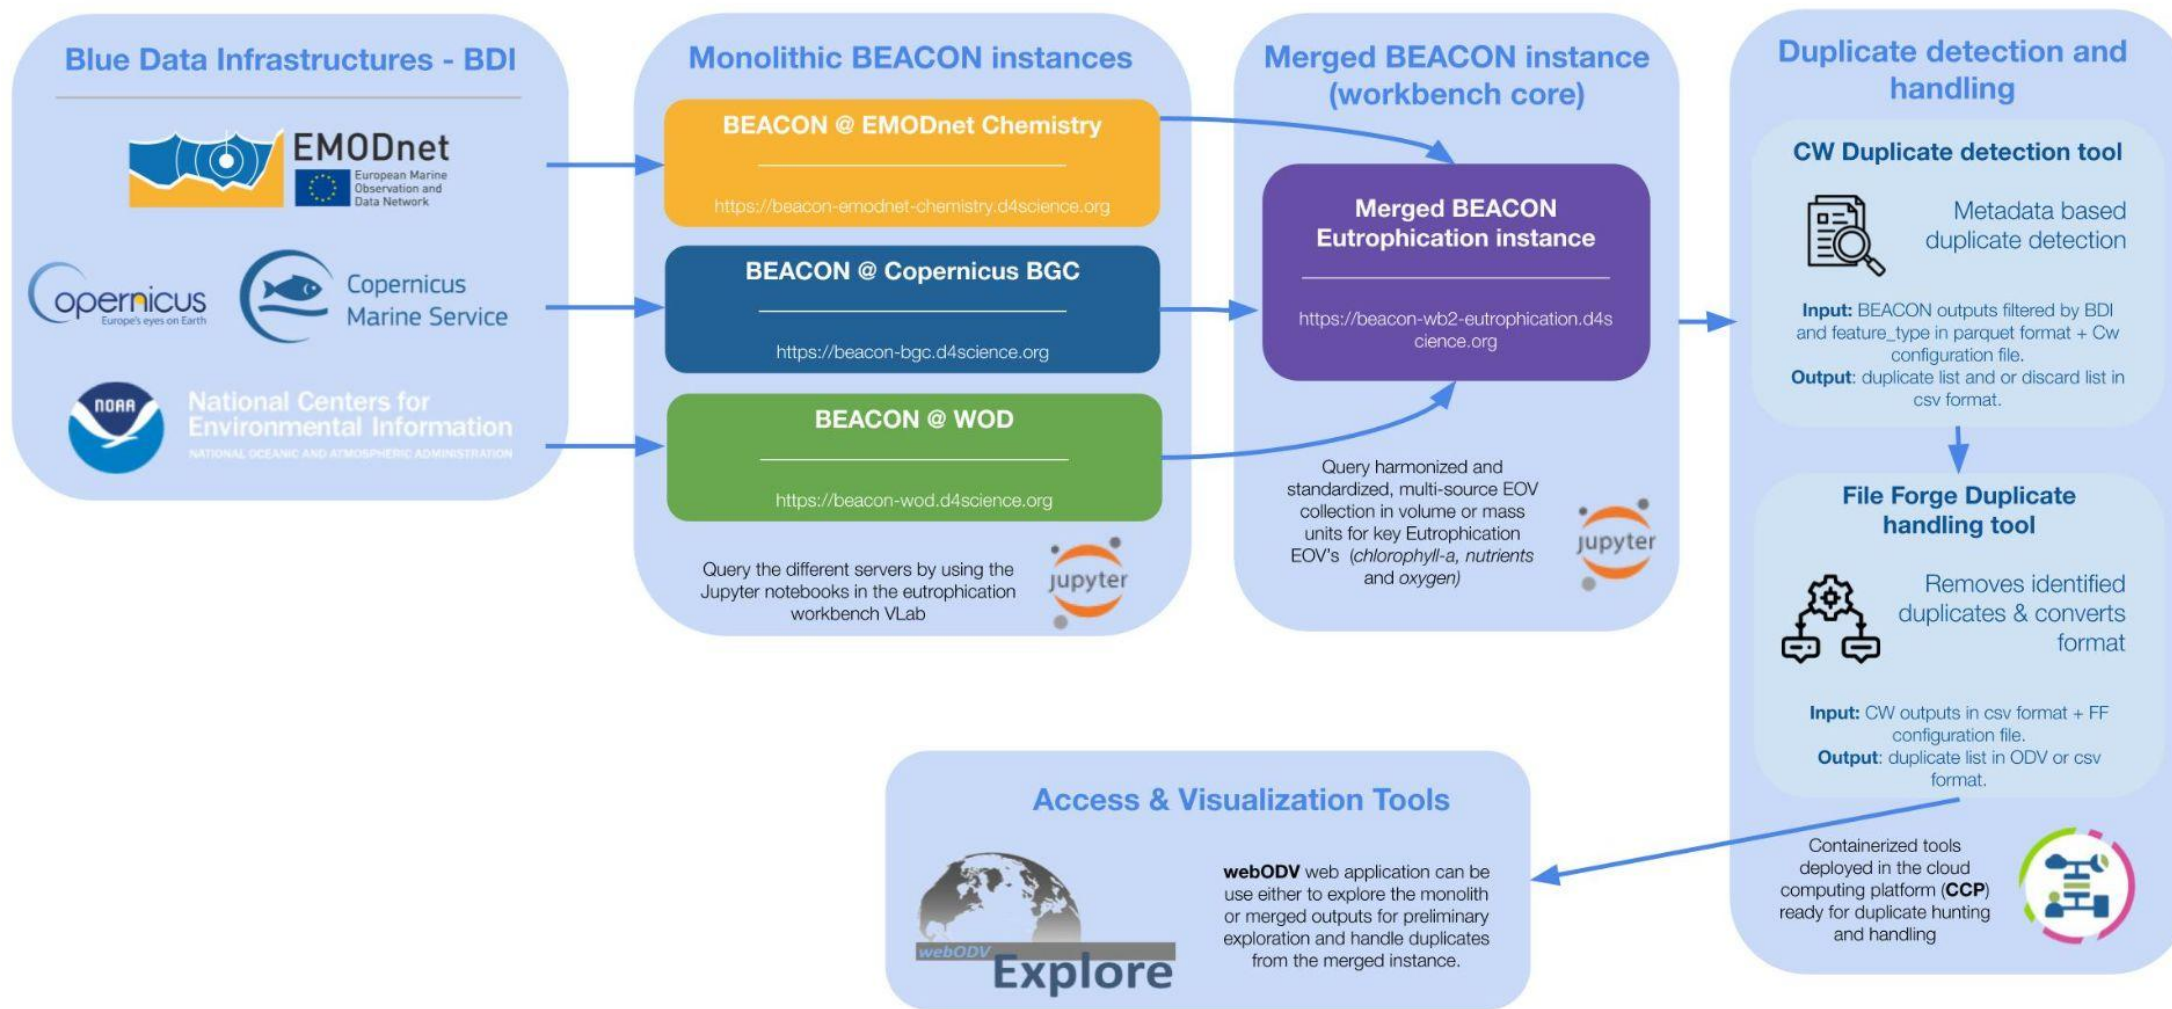 Blue Data Infrastructures - BDI
EMODnet
European Marine
Observation and
Data Network
Copernicus
Europe's eyes on Earth
Copernicus
Marine Service
NOAA
National Centers for
Environmental Information
NATIONAL OCEANIC AND ATMOSPHERIC ADMINISTRATION
Monolithic BEACON instances
BEACON @ EMODnet Chemistry
https://beacon-emodnet-chemistry.d4science.org
BEACON @ Copernicus BGC
https://beacon-bgc.d4science.org
BEACON @ WOD
https://beacon-wod.d4science.org
Query the different servers by using the
Jupyter notebooks in the eutrophication
workbench VLab
jupyter
Merged BEACON instance
(workbench core)
Merged BEACON
Eutrophication instance
https://beacon-wb2-eutrophication.d4s
cience.org
Query harmonized and
standardized, multi-source EOV
collection in volume or mass
units for key Eutrophication
EOV's (chlorophyll-a, nutrients
and oxygen)
jupyter
Duplicate detection and
handling
CW Duplicate detection tool
Metadata based
duplicate detection
Input: BEACON outputs filtered by BDI
and feature_type in parquet format + Cw
configuration file.
Output: duplicate list and or discard list in
csv format.
File Forge Duplicate
handling tool
Removes identified
duplicates & converts
format
Input: CW outputs in csv format + FF
configuration file.
Output: duplicate list in ODV or csv
format.
Containerized tools
deployed in the cloud
computing platform (CCP)
ready for duplicate hunting
and handling
Access & Visualization Tools
webODV
Explore
webODV web application can be
use either to explore the monolith
or merged outputs for preliminary
exploration and handle duplicates
from the merged instance.